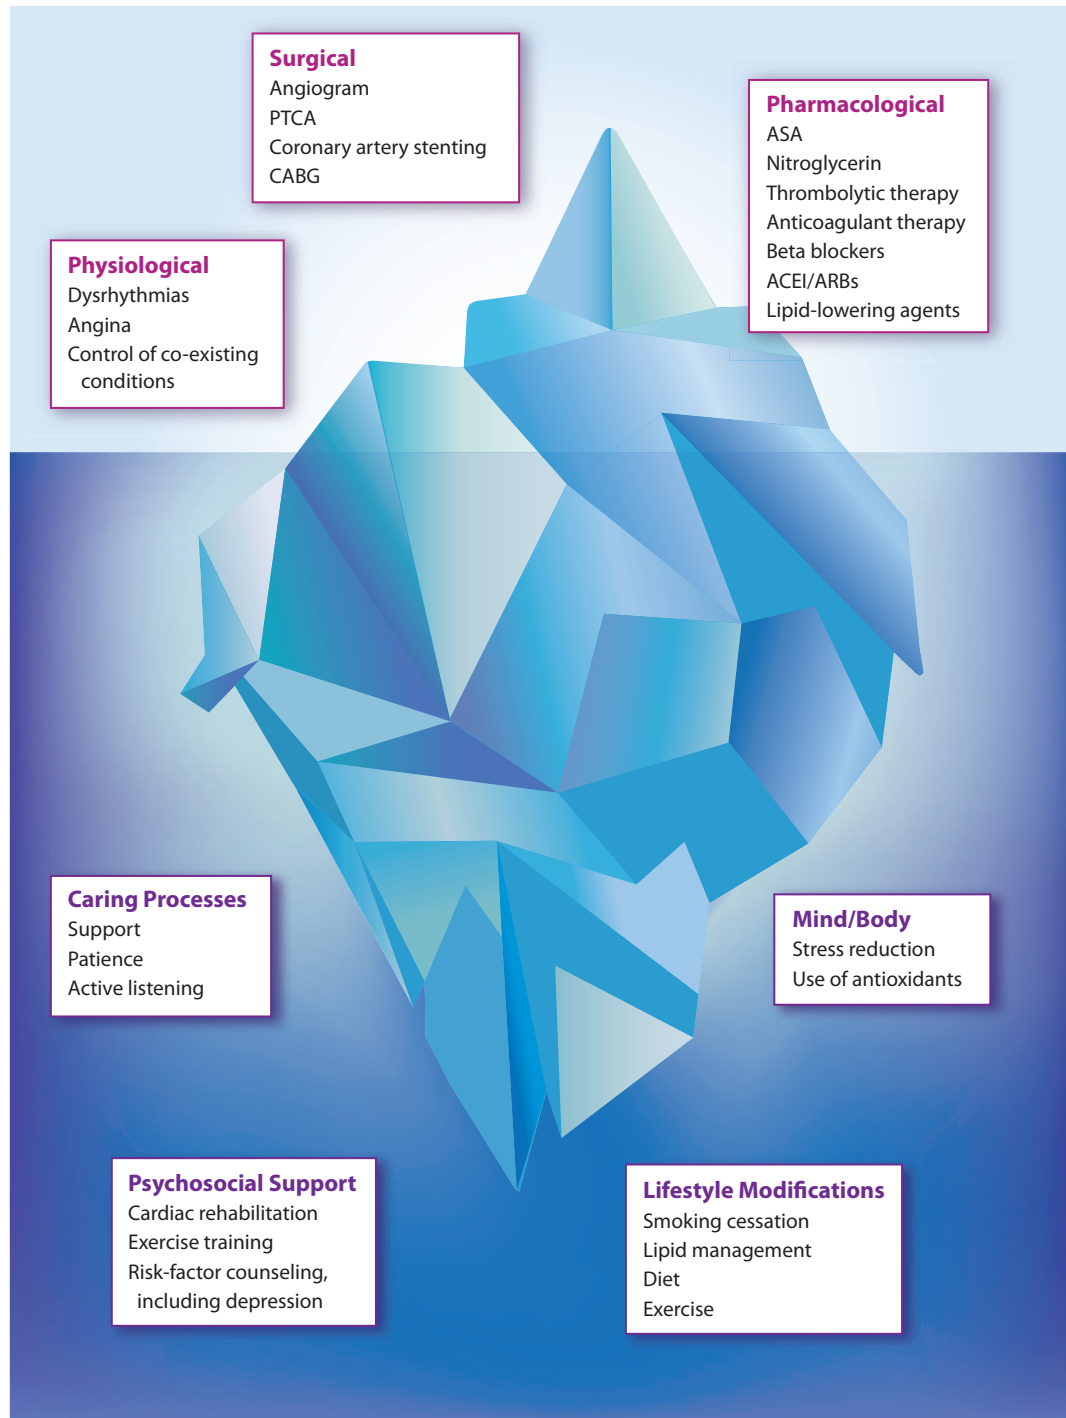 Surgical
Angiogram
PTCA
Coronary artery stenting
CABG
Pharmacological
ASA
Nitroglycerin
Thrombolytic therapy
Anticoagulant therapy
Beta blockers
ACEI/ARBs
Lipid-lowering agents
Physiological
Dysrhythmias
Angina
Control of co-existing
conditions
Caring Processes
Support
Patience
Active listening
Mind/Body
Stress reduction
Use of antioxidants
Psychosocial Support
Cardiac rehabilitation
Exercise training
Risk-factor counseling,
including depression
Lifestyle Modifications
Smoking cessation
Lipid management
Diet
Exercise